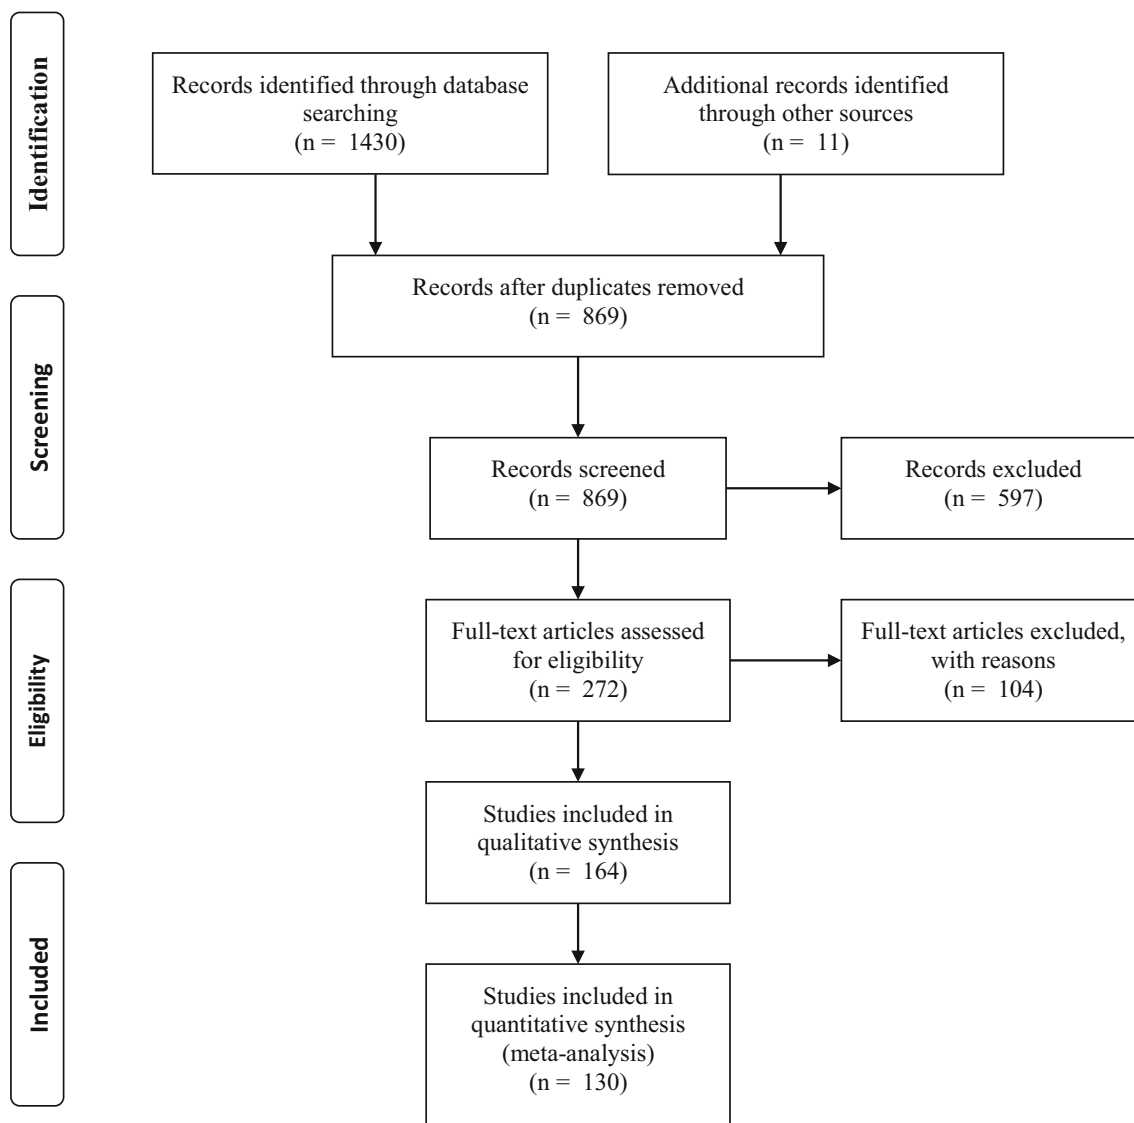 Identification
Records identified through database
searching
(n = 1430)
Additional records identified
through other sources
(n = 11)
Records after duplicates removed
(n = 869)
Screening
Records screened
(n = 869)
Records excluded
(n = 597)
Eligibility
Full-text articles assessed
for eligibility
(n = 272)
Full-text articles excluded,
with reasons
(n = 104)
Studies included in
qualitative synthesis
(n = 164)
Included
Studies included in
quantitative synthesis
(meta-analysis)
(n = 130)